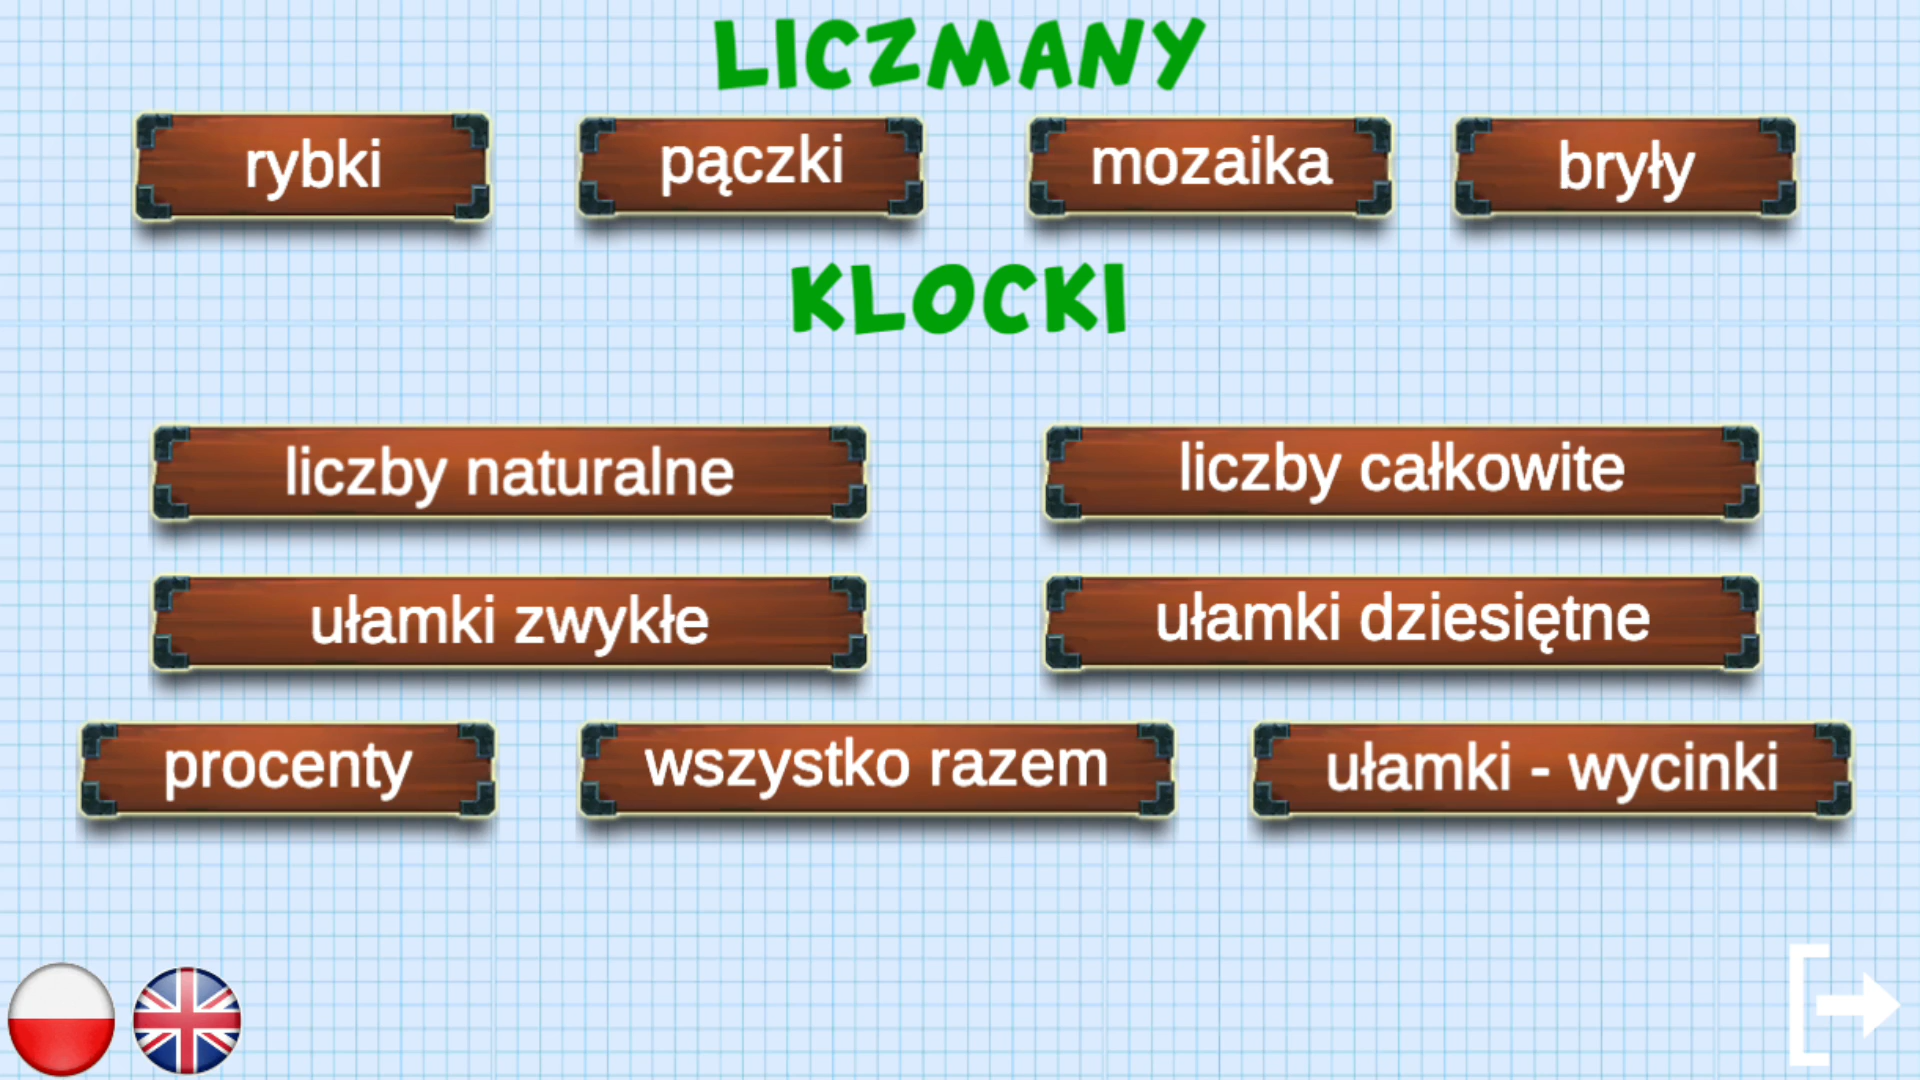 LICZMANY
rybki
pączki
mozaika
bryły
KLOCKI
liczby naturalne
liczby całkowite
ułamki zwykłe
ułamki dziesiętne
procenty
wszystko razem
ułamki - wycinki